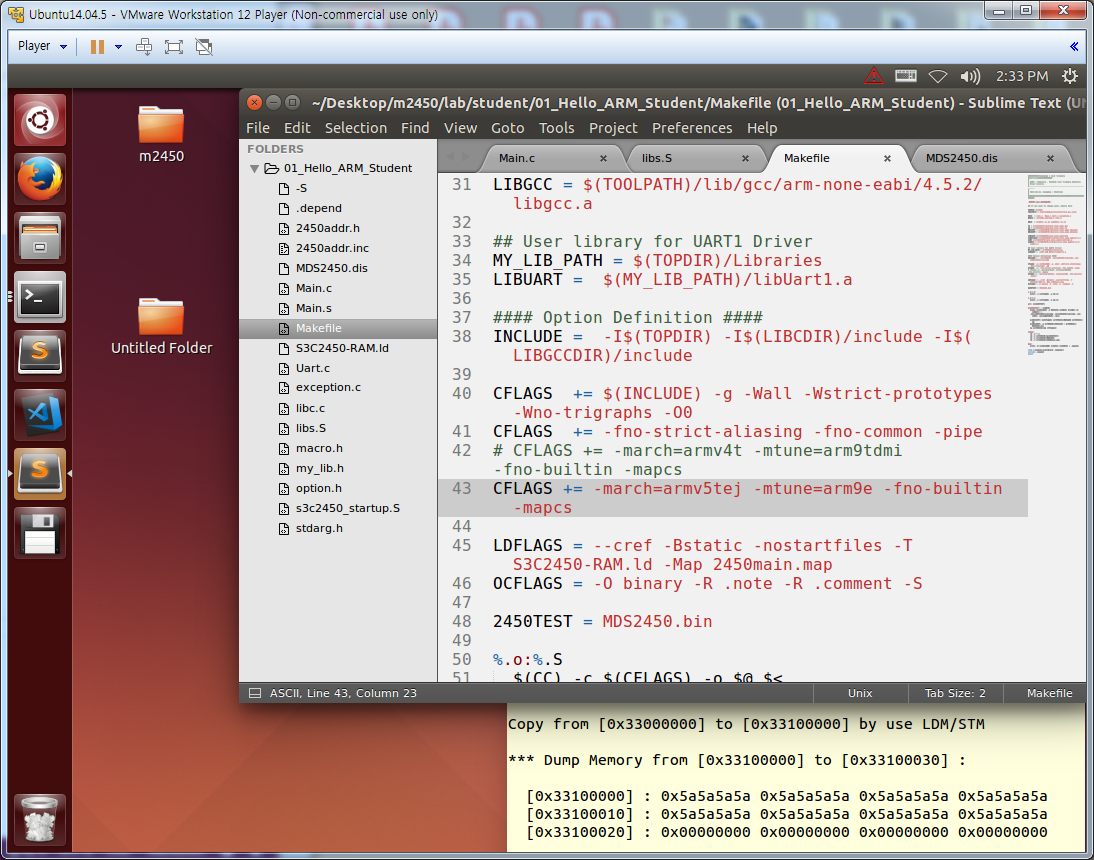 Ubuntu14.04.5 - VMware Workstation 12 Player (Non-commercial use only)
Player
2:33 PM
~/Desktop/m2450/lab/student/01_Hello_ARM_Student/Makefile (01_Hello_ARM_Student) - Sublime Text (UN
File Edit Selection Find View Goto Tools Project Preferences Help
m2450
Untitled Folder
FOLDERS
01_Hello_ARM_Student
-S
.depend
2450addr.h
2450addr.inc
MDS2450.dis
Main.c
Main.s
Makefile
S3C2450-RAM.ld
Uart.c
exception.c
libc.c
libs.S
macro.h
my_lib.h
option.h
s3c2450_startup.S
stdarg.h
Main.c libs.S Makefile MDS2450.dis
31 LIBGCC = $(TOOLPATH)/lib/gcc/arm-none-eabi/4.5.2/
libgcc.a
32
33 ## User library for UART1 Driver
34 MY_LIB_PATH = $(TOPDIR)/Libraries
35 LIBUART =  $(MY_LIB_PATH)/libUart1.a
36
37 #### Option Definition ####
38 INCLUDE =  -I$(TOPDIR) -I$(LIBCDIR)/include -I$(
LIBGCCDIR)/include
39
40 CFLAGS  += $(INCLUDE) -g -Wall -Wstrict-prototypes
-Wno-trigraphs -O0
41 CFLAGS  += -fno-strict-aliasing -fno-common -pipe
42 # CFLAGS += -march=armv4t -mtune=arm9tdmi
-fno-builtin -mapcs
43 CFLAGS += -march=armv5tej -mtune=arm9e -fno-builtin
-mapcs
44
45 LDFLAGS = --cref -Bstatic -nostartfiles -T
S3C2450-RAM.ld -Map 2450main.map
46 OCFLAGS = -O binary -R .note -R .comment -S
47
48 2450TEST = MDS2450.bin
49
50 %.o:%.S
51 $(CC) -c $(CFLAGS) -o $@ $<
ASCII, Line 43, Column 23 Unix Tab Size: 2 Makefile
Copy from [0x33000000] to [0x33100000] by use LDM/STM
*** Dump Memory from [0x33100000] to [0x33100030] :
[0x33100000] : 0x5a5a5a5a 0x5a5a5a5a 0x5a5a5a5a 0x5a5a5a5a
[0x33100010] : 0x5a5a5a5a 0x5a5a5a5a 0x5a5a5a5a 0x5a5a5a5a
[0x33100020] : 0x00000000 0x00000000 0x00000000 0x00000000